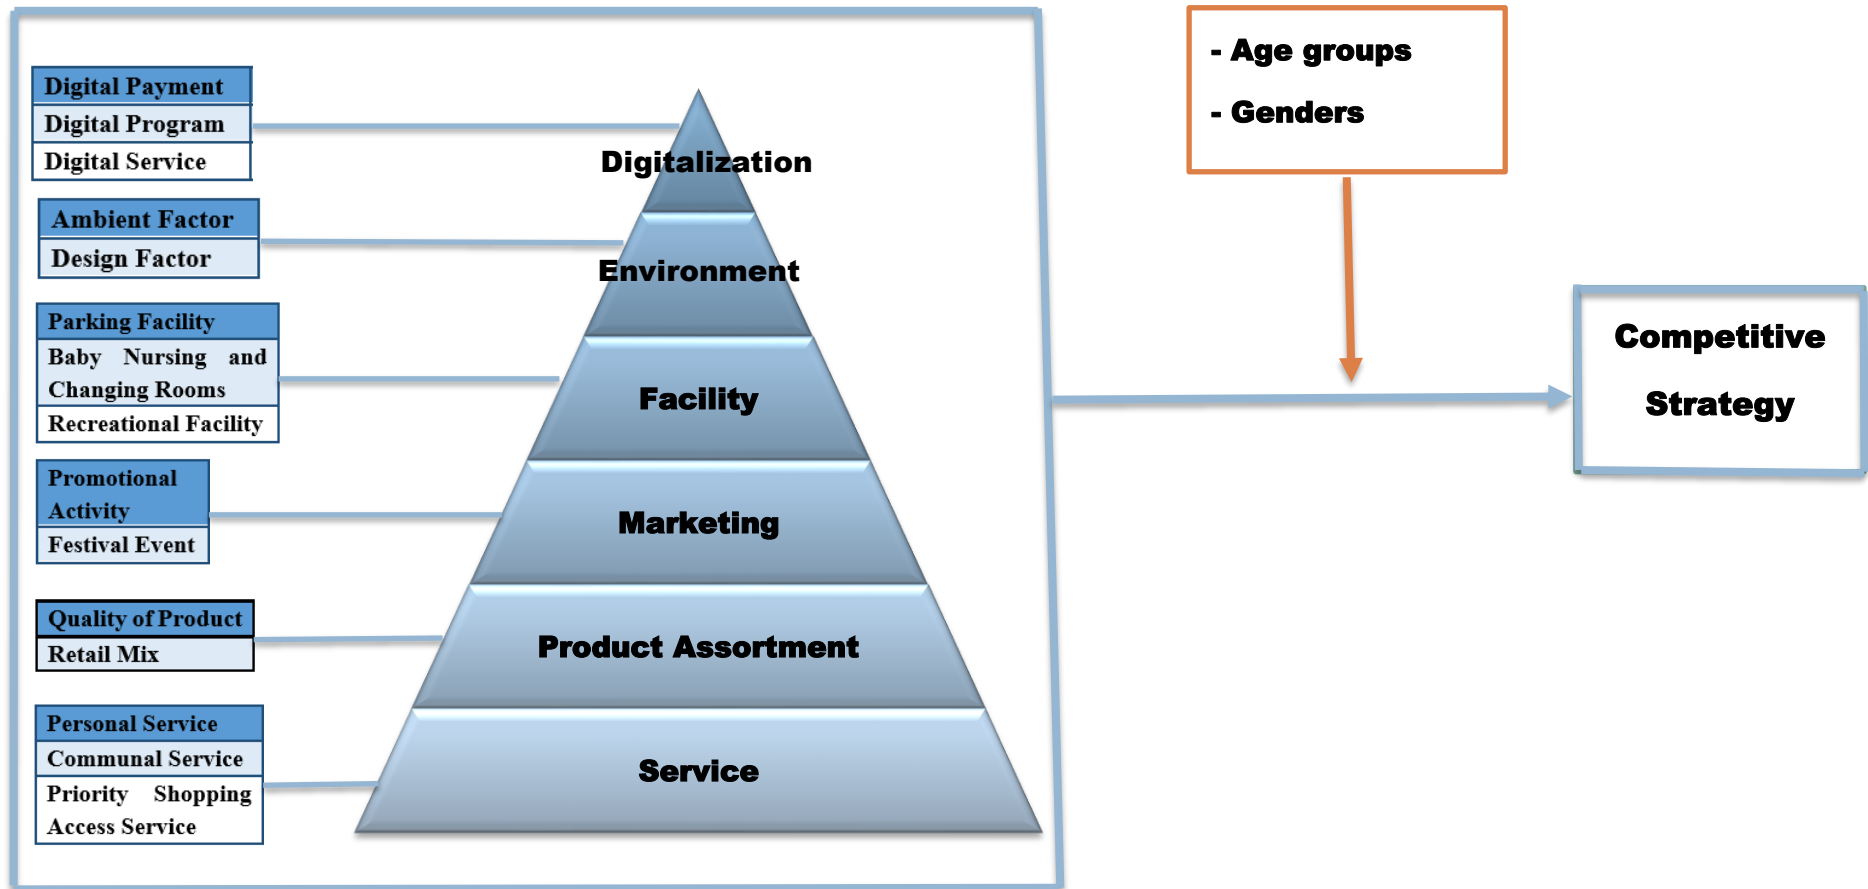 Digital Payment
Digital Program
Digital Service
Ambient Factor
Design Factor
Parking Facility
Baby Nursing and
Changing Rooms
Recreational Facility
Promotional
Activity
Festival Event
Quality of Product
Retail Mix
Personal Service
Communal Service
Priority Shopping
Access Service
Digitalization
Environment
Facility
Marketing
Product Assortment
Service
- Age groups
- Genders
Competitive
Strategy